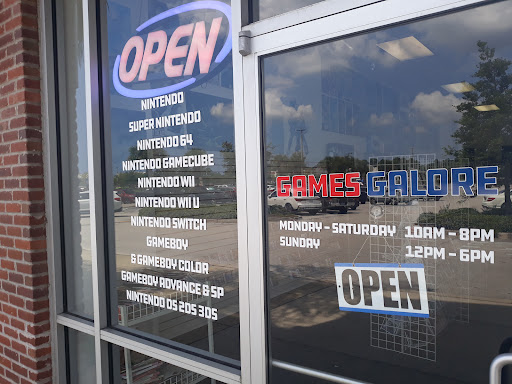 OPEN
NINTENDO
SUPER NINTENDO
NINTENDO 64
NINTENDO GAMECUBE
NINTENDO WII
NINTENDO WII U
NINTENDO SWITCH
GAMEBOY
& GAMEBOY COLOR
GAMEBOY ADVANCE & SP
NINTENDO DS 2DS 3DS
GAMES GALORE
MONDAY - SATURDAY 10AM - 8PM
SUNDAY 12PM - 6PM
OPEN